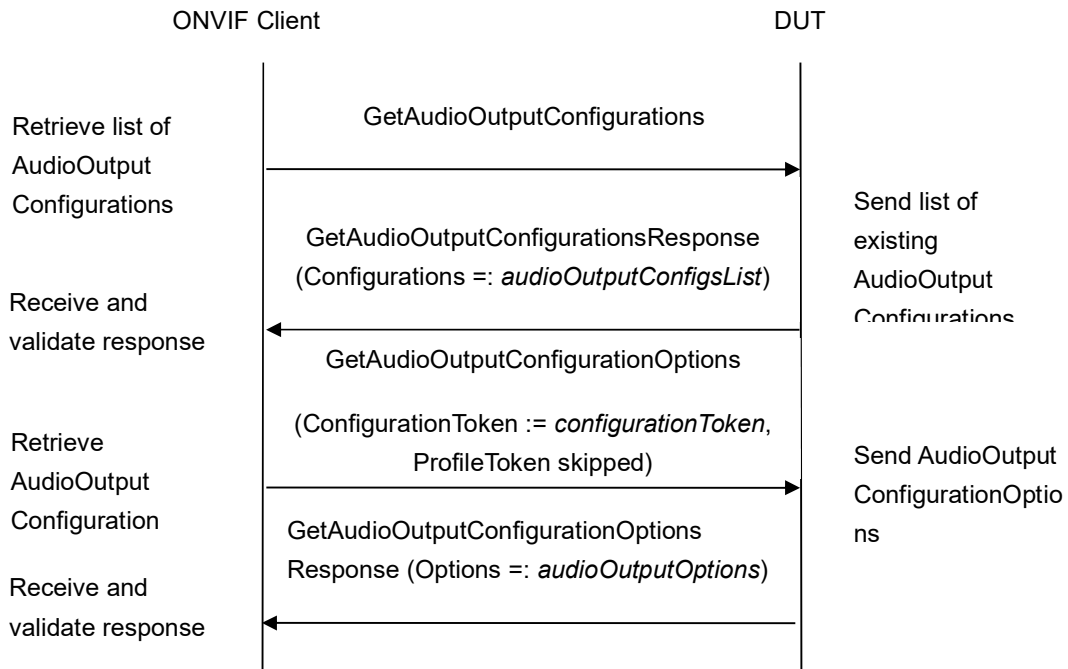 ONVIF Client
DUT
Retrieve list of
AudioOutput
Configurations
GetAudioOutputConfigurations
Send list of
existing
AudioOutput
Configurations
GetAudioOutputConfigurationsResponse
(Configurations =: audioOutputConfigsList)
Receive and
validate response
GetAudioOutputConfigurationOptions
(ConfigurationToken := configurationToken,
ProfileToken skipped)
Retrieve
AudioOutput
Configuration
Send AudioOutput
ConfigurationOptio
ns
GetAudioOutputConfigurationOptions
Response (Options =: audioOutputOptions)
Receive and
validate response